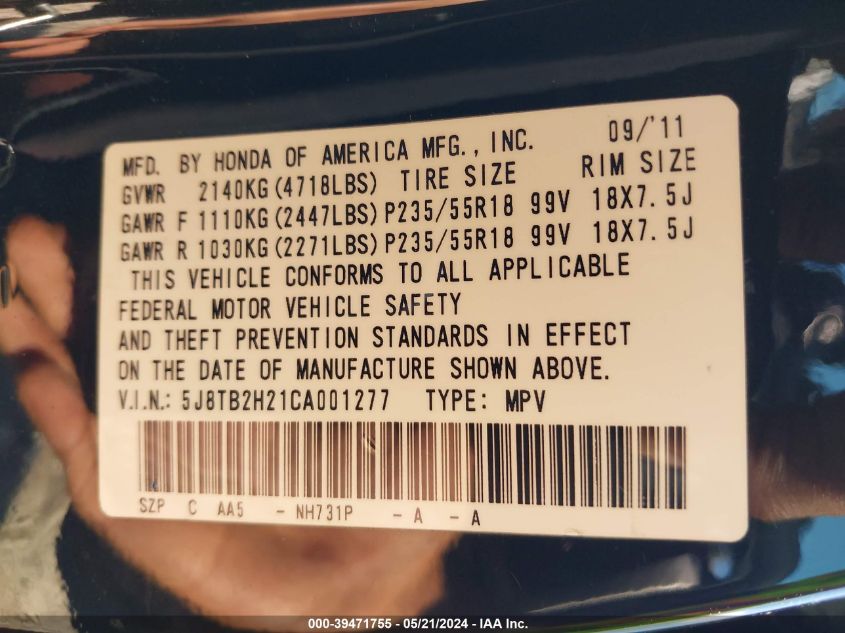 MFD. BY HONDA OF AMERICA MFG., INC. 09/'11
GVWR 2140KG(4718LBS) TIRE SIZE RIM SIZE
GAWR F 1110KG(2447LBS)P235/55R18 99V 18X7.5J
GAWR R 1030KG(2271LBS)P235/55R18 99V 18X7.5J
THIS VEHICLE CONFORMS TO ALL APPLICABLE
FEDERAL MOTOR VEHICLE SAFETY
AND THEFT PREVENTION STANDARDS IN EFFECT
ON THE DATE OF MANUFACTURE SHOWN ABOVE.
V.I.N.: 5J8TB2H21CA001277 TYPE: MPV
SZP C AA5 - NH731P - A - A
000-39471755 - 05/21/2024 - IAA Inc.